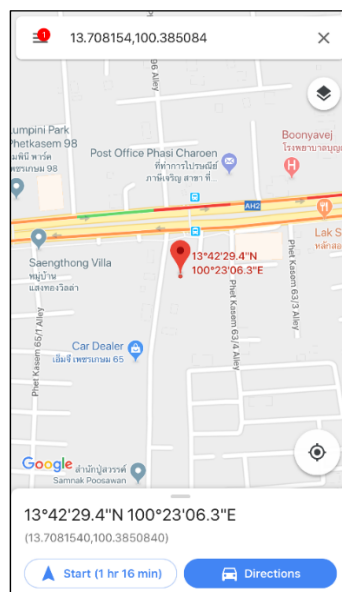 1
13.708154,100.385084
96 Alley
Lumpini Park
Phetkasem 98
ลุมพินี พาร์ค
เพชรเกษม 98
Post Office Phasi Charoen
ที่ทำการไปรษณีย์
ภาษีเจริญ สาขา ที่...
Boonyavej
โรงพยาบาลบุญ
AH2
Lak S
หลักสอง
Saengthong Villa
หมู่บ้าน
แสงทองวิลล่า
13°42'29.4"N
100°23'06.3"E
Phet Kasem 65/1 Alley
Phet Kasem 63/4 Alley
Phet Kasem 63/3 Alley
Car Dealer
เอ็มจี เพชรเกษม 65
Google
สำนักปู่สวรรค์
Samnak Poosawan
13°42'29.4"N 100°23'06.3"E
(13.7081540,100.3850840)
Start (1 hr 16 min)
Directions